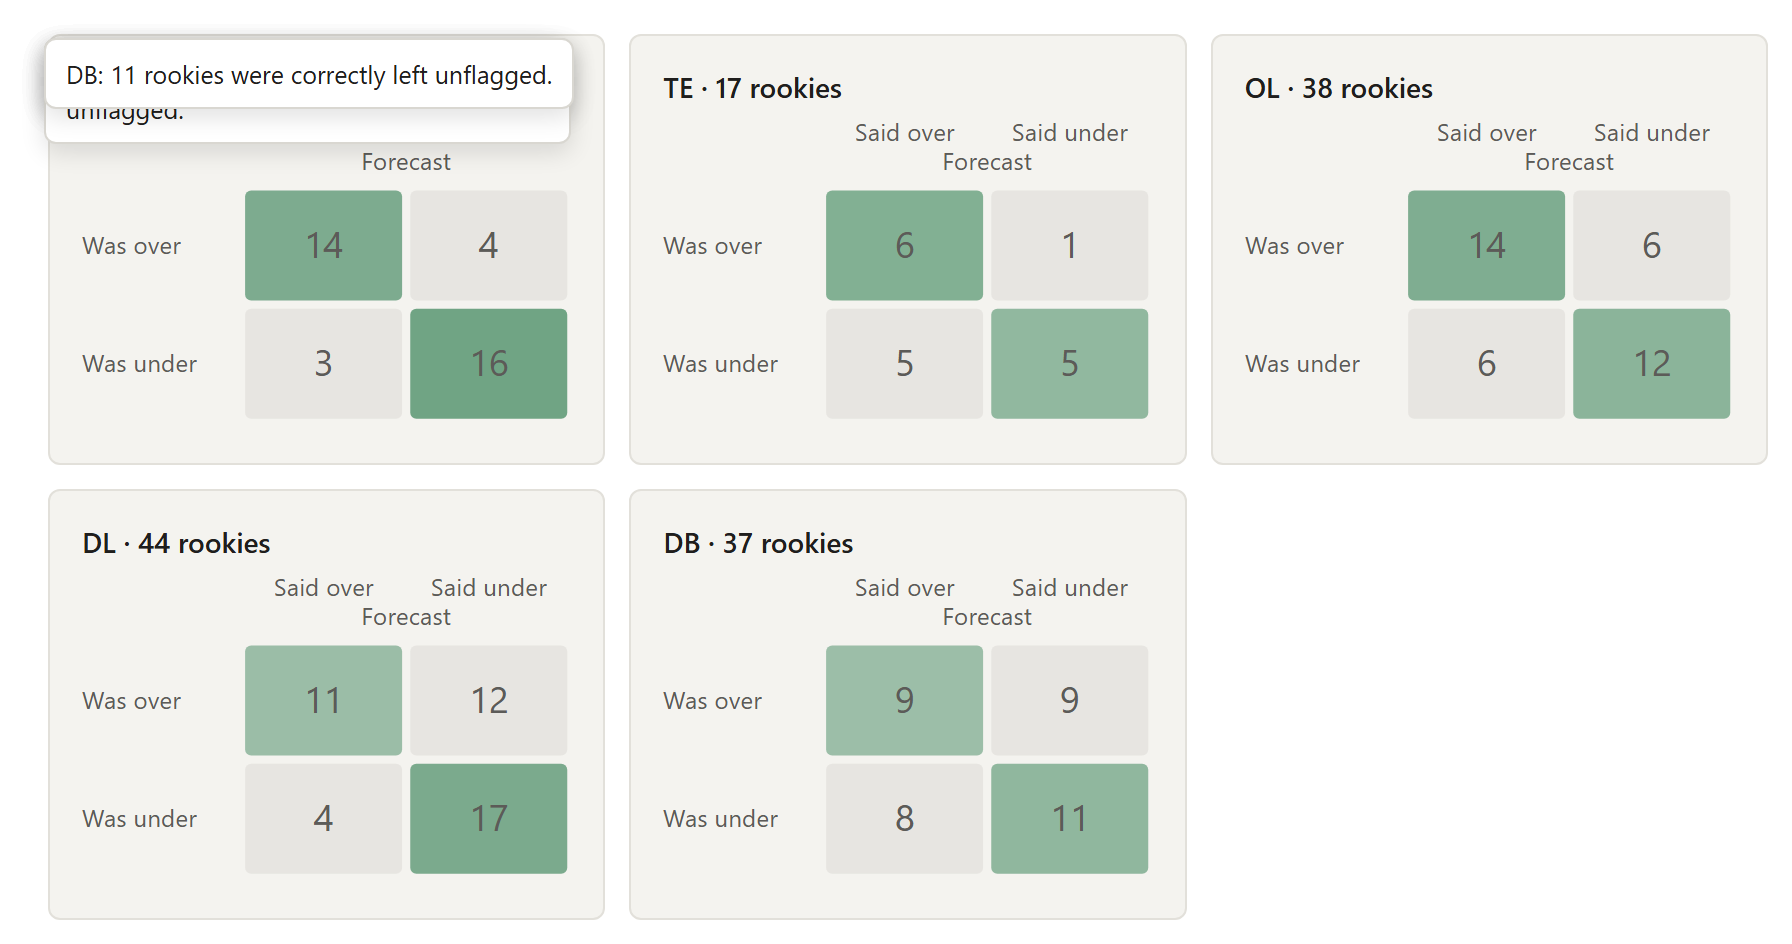 DB: 11 rookies were correctly left unflagged.
unflagged.
Forecast
Was over 14 4
Was under 3 16
TE · 17 rookies
Said over Said under
Forecast
Was over 6 1
Was under 5 5
OL · 38 rookies
Said over Said under
Forecast
Was over 14 6
Was under 6 12
DL · 44 rookies
Said over Said under
Forecast
Was over 11 12
Was under 4 17
DB · 37 rookies
Said over Said under
Forecast
Was over 9 9
Was under 8 11